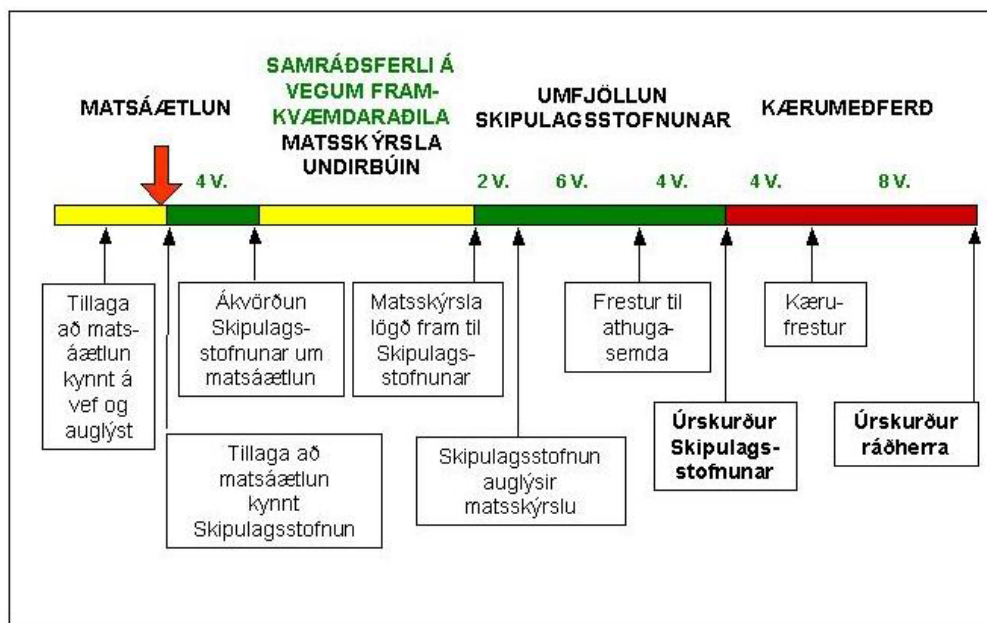 MATSÁÆTLUN
SAMRÁÐSFERLI Á
VEGUM FRAM-
KVÆMDARAÐILA
MATSSKÝRSLA
UNDIRBÚIN
UMFJÖLLUN
SKIPULAGSSTOFNUNAR
KÆRUMEÐFERÐ
4 V.
2 V.
6 V.
4 V.
4 V.
8 V.
Tillaga
að mats-
áætlun
kynnt á
vef og
auglýst
Ákvörðun
Skipulags-
stofnunar um
matsáætlun
Matsskýrsla
lögð fram til
Skipulags-
stofnunar
Frestur til
athuga-
semda
Kæru-
frestur
Tillaga að
matsáætlun
kynnt
Skipulagsstofnun
Skipulagsstofnun
auglýsir
matsskýrslu
Úrskurður
Skipulags-
stofnunar
Úrskurður
ráðherra